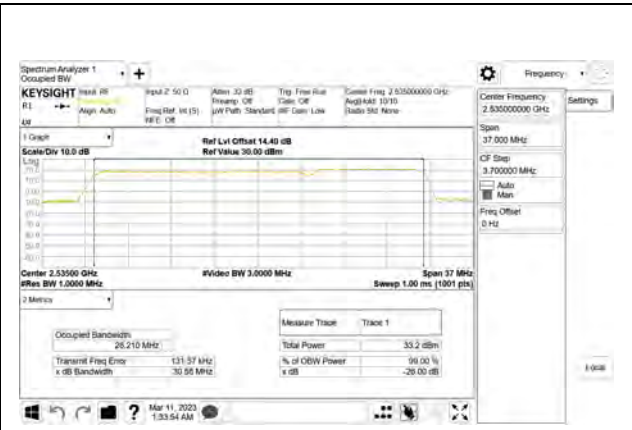 Spectrum Analyzer 1
Occupied BW
Frequency
KEYSIGHT Input: RF
Input Z: 50 Ω
Atten: 32 dB
Trig: Free Run
Center Freq: 2.535000000 GHz
Preamp: Off
Gate: Off
Avg|Hold: 10/10
Align: Auto
Freq Ref: Int (S)
µW Path: Standard
#IF Gain: Low
Radio Std: None
NFE: Off
Center Frequency
2.535000000 GHz
Settings
Span
37.000 MHz
CF Step
3.700000 MHz
Auto
Man
Freq Offset
0 Hz
1 Graph
Ref Lvl Offset 14.40 dB
Scale/Div 10.0 dB
Ref Value 30.00 dBm
Log
Center 2.53500 GHz
#Video BW 3.0000 MHz
Span 37 MHz
#Res BW 1.0000 MHz
Sweep 1.00 ms (1001 pts)
2 Metrics
Measure Trace
Trace 1
Occupied Bandwidth
28.210 MHz
Total Power
33.2 dBm
Transmit Freq Error
131.57 kHz
% of OBW Power
99.00 %
x dB Bandwidth
30.56 MHz
x dB
-26.00 dB
Local
Mar 11, 2023
1:33:54 AM